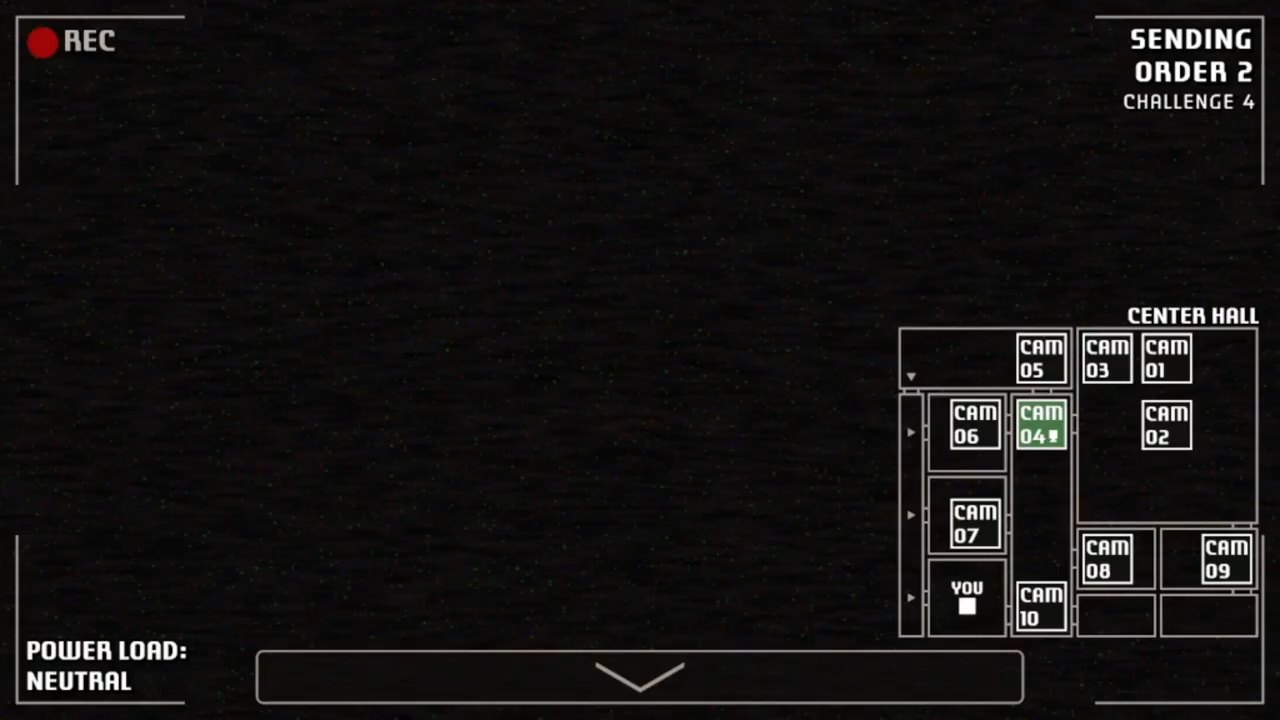 REC
SENDING
ORDER 2
CHALLENGE 4
CENTER HALL
CAM
05
CAM
03
CAM
01
CAM
06
CAM
04
CAM
02
CAM
07
CAM
08
CAM
09
YOU
CAM
10
POWER LOAD:
NEUTRAL